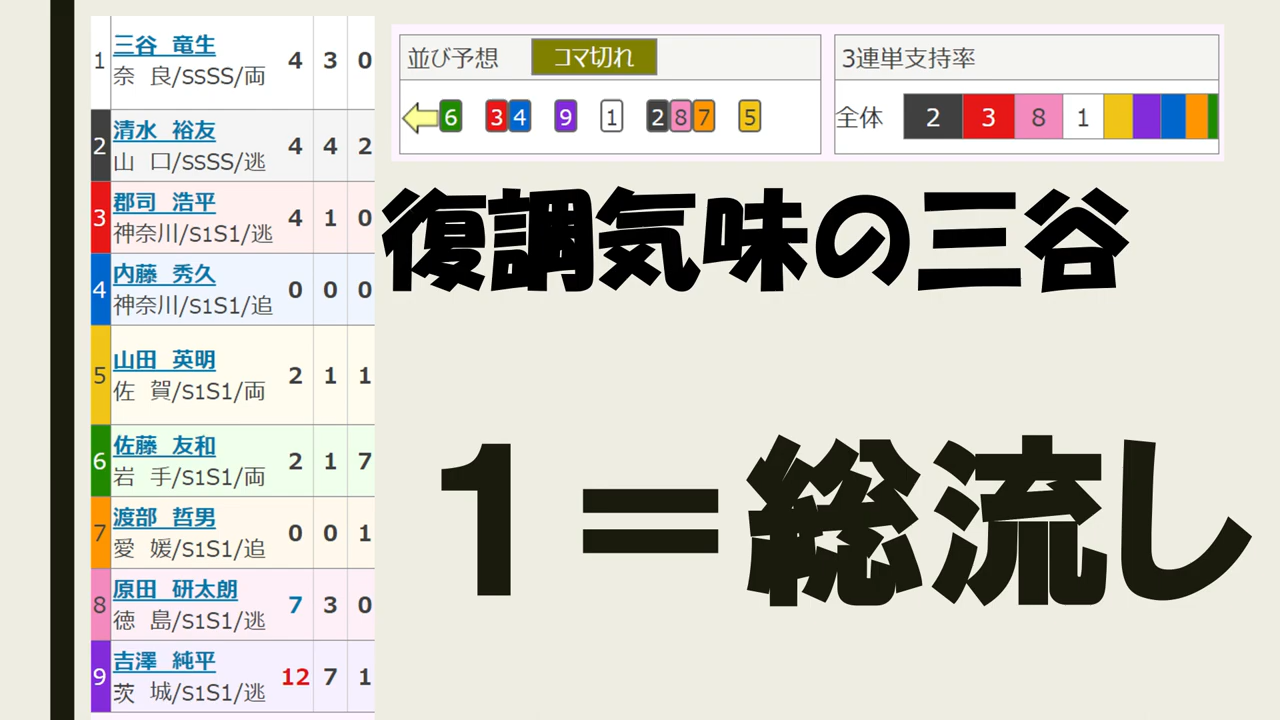 1 三谷 竜生 4 3 0
奈 良/SSSS/両
2 清水 裕友 4 4 2
山 口/SSSS/逃
3 郡司 浩平 4 1 0
神奈川/S1S1/逃
4 内藤 秀久 0 0 0
神奈川/S1S1/追
5 山田 英明 2 1 1
佐 賀/S1S1/両
6 佐藤 友和 2 1 7
岩 手/S1S1/両
7 渡部 哲男 0 0 1
愛 媛/S1S1/追
8 原田 研太朗 7 3 0
徳 島/S1S1/逃
9 吉澤 純平 12 7 1
茨 城/S1S1/逃
並び予想 コマ切れ
6 3 4 9 1 2 8 7 5
3連単支持率
全体 2 3 8 1
復調気味の三谷
1＝総流し